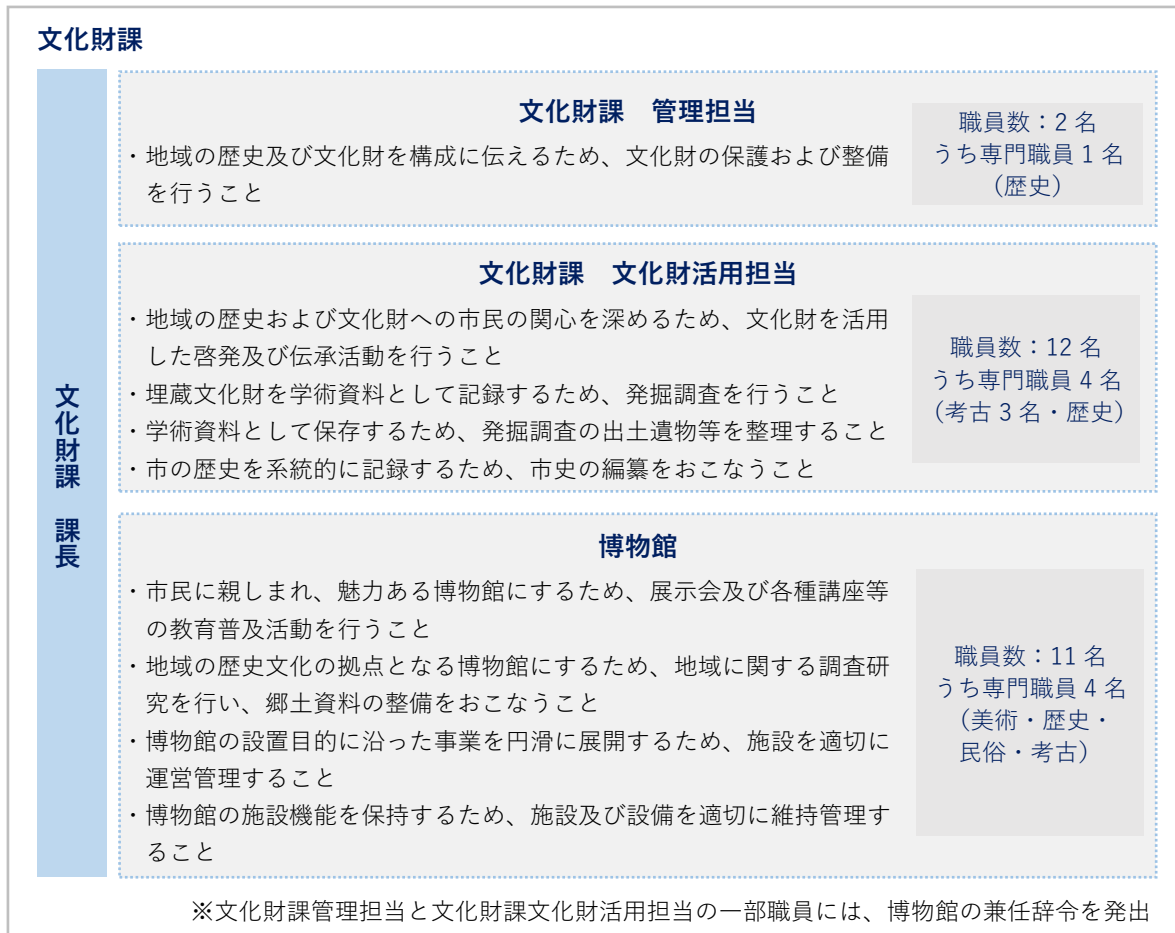 文化財課
文化財課　課長
文化財課　管理担当
・地域の歴史及び文化財を構成に伝えるため、文化財の保護および整備
を行うこと
職員数：2 名
うち専門職員 1 名
（歴史）
文化財課　文化財活用担当
・地域の歴史および文化財への市民の関心を深めるため、文化財を活用
した啓発及び伝承活動を行うこと
・埋蔵文化財を学術資料として記録するため、発掘調査を行うこと
・学術資料として保存するため、発掘調査の出土遺物等を整理すること
・市の歴史を系統的に記録するため、市史の編纂をおこなうこと
職員数：12 名
うち専門職員 4 名
（考古 3 名・歴史）
博物館
・市民に親しまれ、魅力ある博物館にするため、展示会及び各種講座等
の教育普及活動を行うこと
・地域の歴史文化の拠点となる博物館にするため、地域に関する調査研
究を行い、郷土資料の整備をおこなうこと
・博物館の設置目的に沿った事業を円滑に展開するため、施設を適切に
運営管理すること
・博物館の施設機能を保持するため、施設及び設備を適切に維持管理す
ること
職員数：11 名
うち専門職員 4 名
（美術・歴史・
民俗・考古）
※文化財課管理担当と文化財課文化財活用担当の一部職員には、博物館の兼任辞令を発出